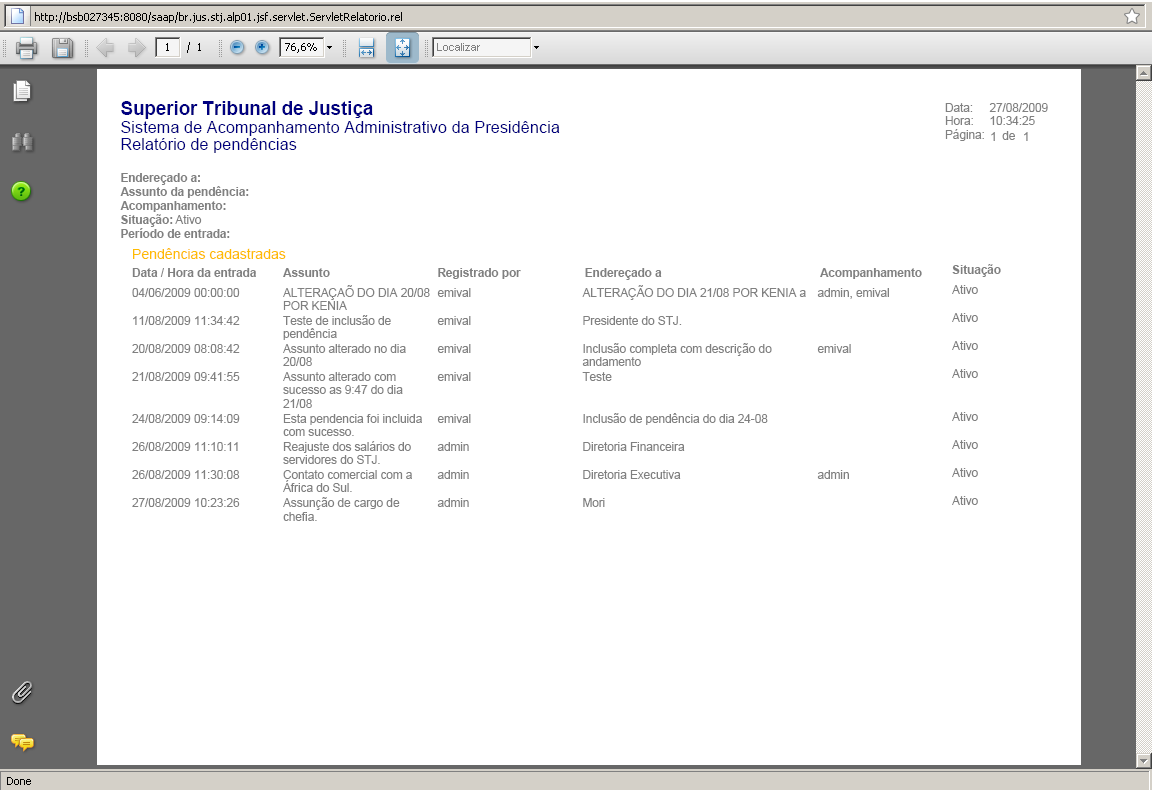 http://bsb027345:8080/saap/br.jus.stj.alp01.jsf.servlet.ServletRelatorio.rel
1 / 1 76,6% Localizar
Superior Tribunal de Justiça
Sistema de Acompanhamento Administrativo da Presidência
Relatório de pendências
Data: 27/08/2009
Hora: 10:34:25
Página: 1 de 1
Endereçado a:
Assunto da pendência:
Acompanhamento:
Situação: Ativo
Período de entrada:
Pendências cadastradas
Data / Hora da entrada Assunto Registrado por Endereçado a Acompanhamento Situação
04/06/2009 00:00:00 ALTERAÇAÕ DO DIA 20/08 emival ALTERAÇÃO DO DIA 21/08 POR KENIA a admin, emival Ativo
POR KENIA
11/08/2009 11:34:42 Teste de inclusão de emival Presidente do STJ. Ativo
pendência
20/08/2009 08:08:42 Assunto alterado no dia emival Inclusão completa com descrição do emival Ativo
20/08 andamento
21/08/2009 09:41:55 Assunto alterado com emival Teste Ativo
sucesso as 9:47 do dia
21/08
24/08/2009 09:14:09 Esta pendencia foi incluida emival Inclusão de pendência do dia 24-08 Ativo
com sucesso.
26/08/2009 11:10:11 Reajuste dos salários do admin Diretoria Financeira Ativo
servidores do STJ.
26/08/2009 11:30:08 Contato comercial com a admin Diretoria Executiva admin Ativo
África do Sul.
27/08/2009 10:23:26 Assunção de cargo de admin Mori Ativo
chefia.
Done